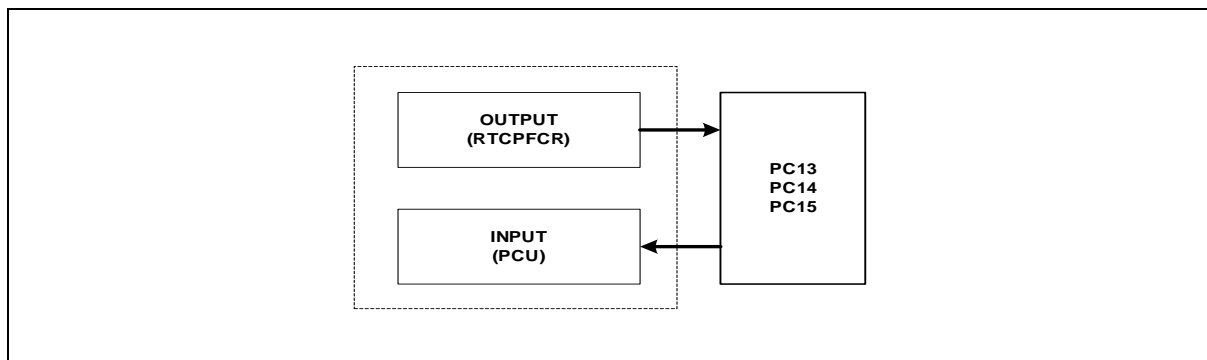 OUTPUT
(RTCPFCR)
INPUT
(PCU)
PC13
PC14
PC15